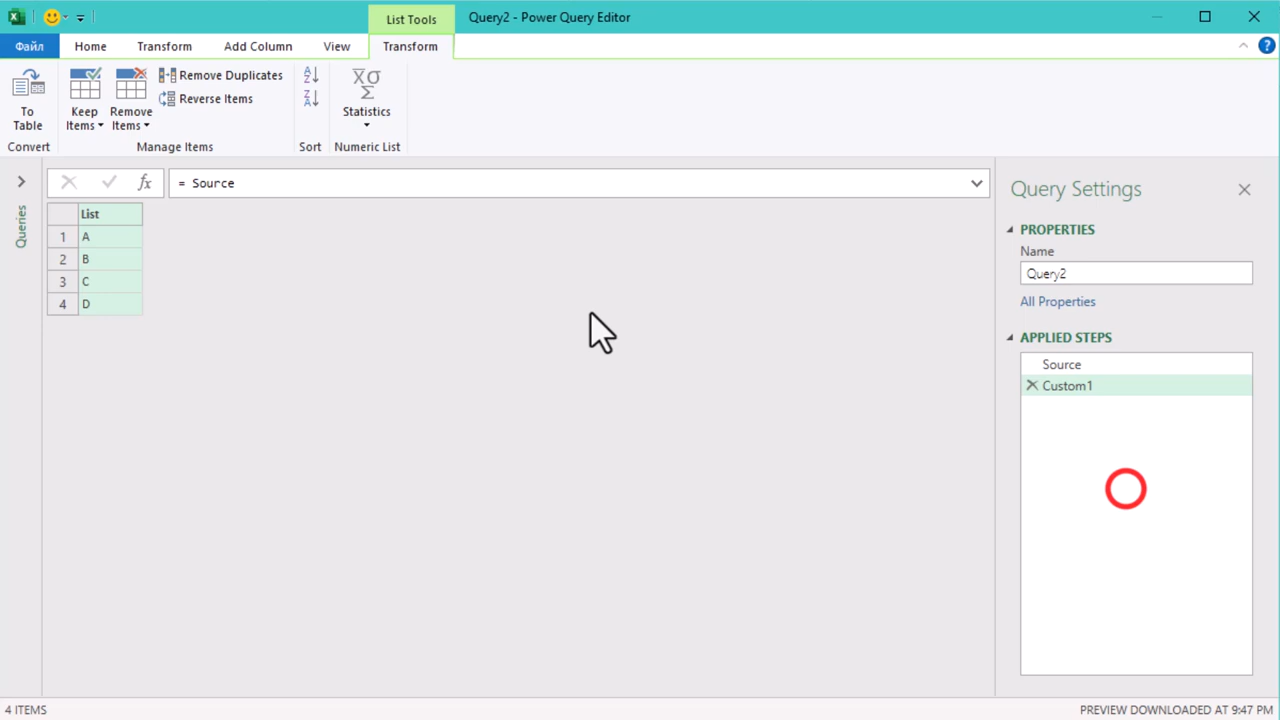 List Tools
Query2 - Power Query Editor
Файл
Home
Transform
Add Column
View
Transform
To
Table
Keep
Items
Remove
Items
Remove Duplicates
Reverse Items
Statistics
Convert
Manage Items
Sort
Numeric List
Queries
fx
= Source
List
1 A
2 B
3 C
4 D
Query Settings
PROPERTIES
Name
Query2
All Properties
APPLIED STEPS
Source
Custom1
4 ITEMS
PREVIEW DOWNLOADED AT 9:47 PM